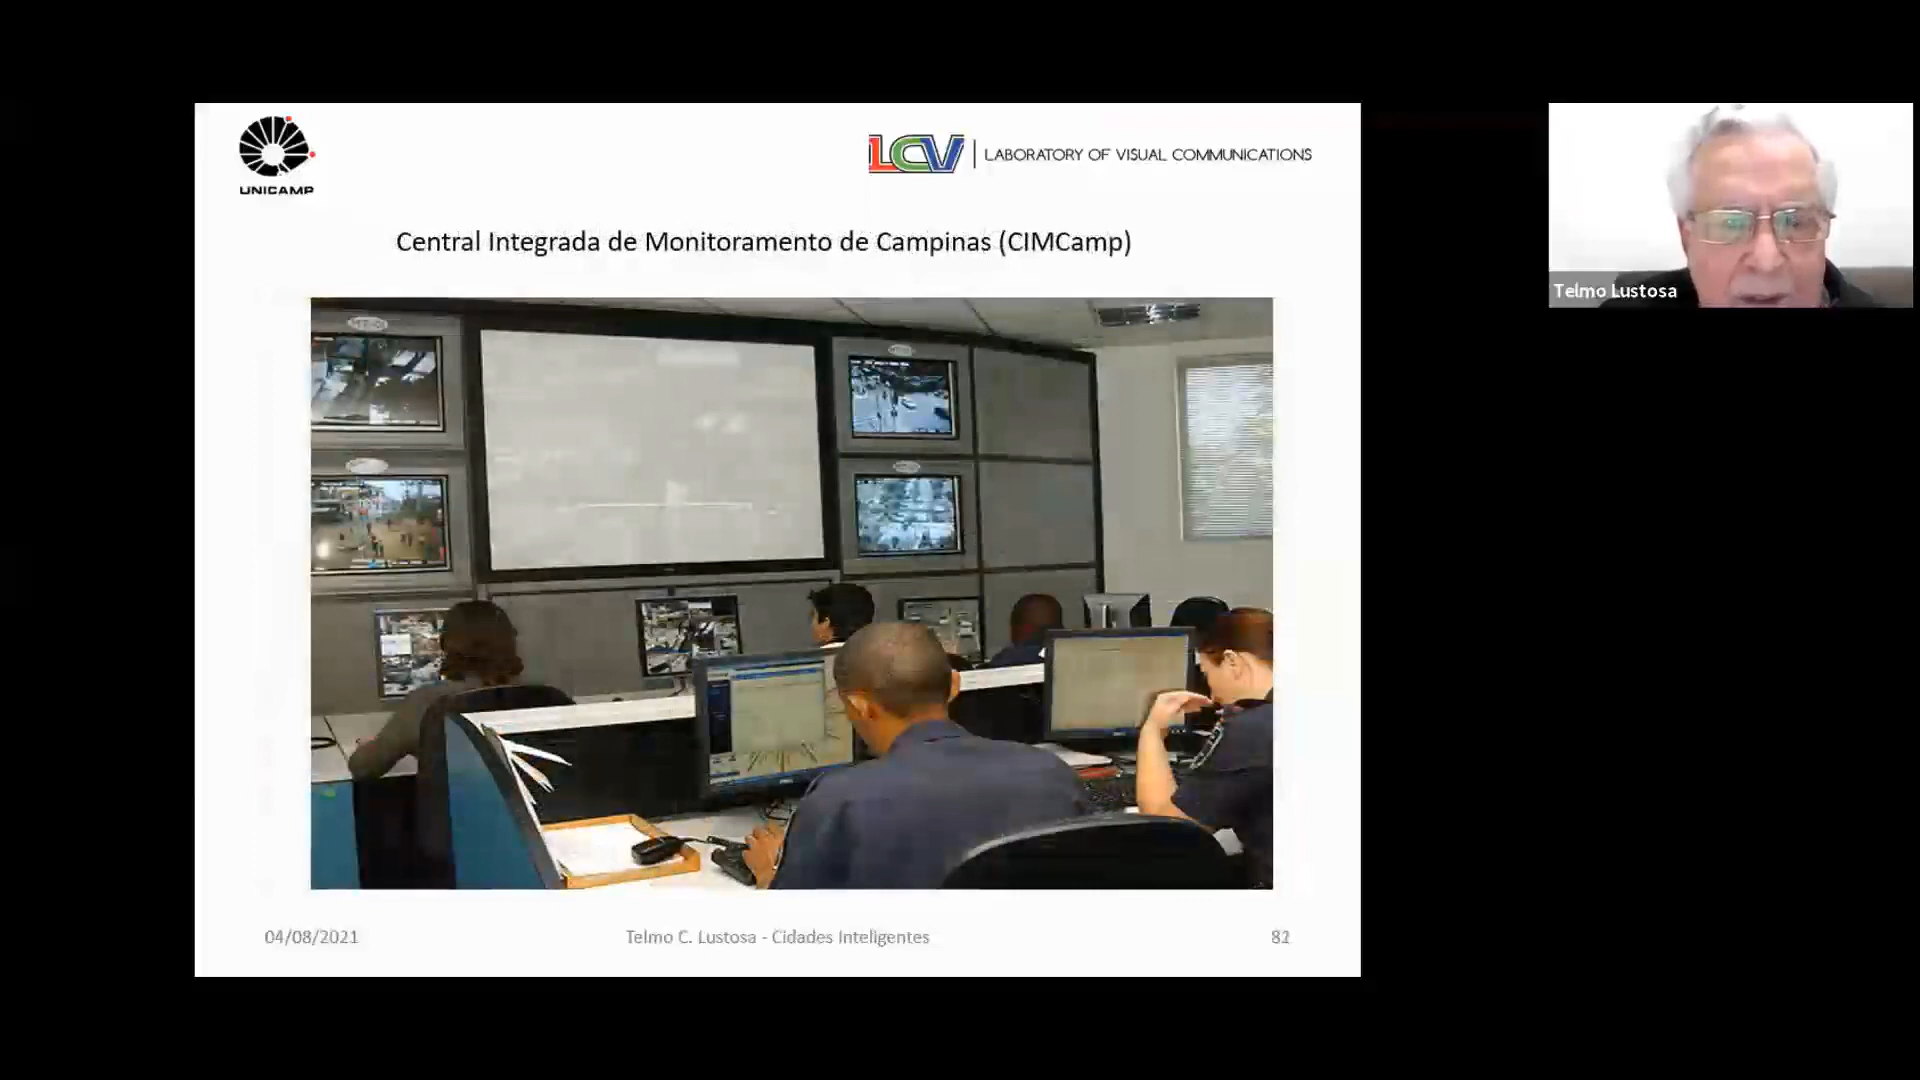 UNICAMP
LCV | LABORATORY OF VISUAL COMMUNICATIONS
Central Integrada de Monitoramento de Campinas (CIMCamp)
Telmo Lustosa
04/08/2021
Telmo C. Lustosa - Cidades Inteligentes
82